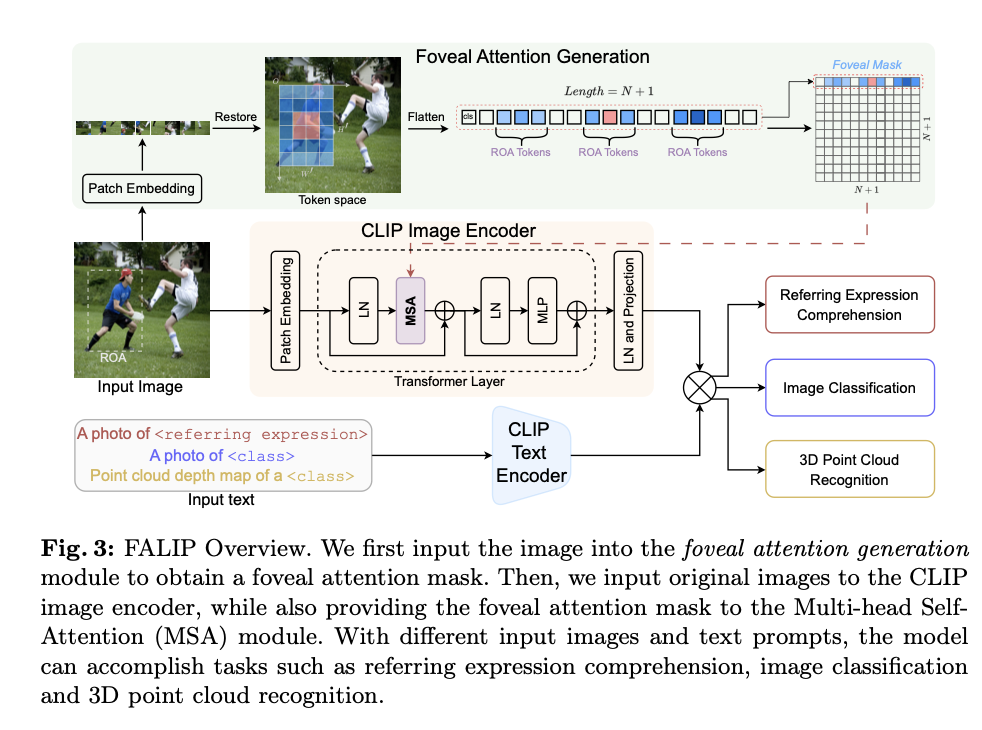 Foveal Attention Generation
Foveal Mask
Length = N + 1
Restore
Flatten
cls
O
H'
W'
ROA Tokens
ROA Tokens
ROA Tokens
N + 1
N + 1
Token space
Patch Embedding
CLIP Image Encoder
Patch Embedding
LN
MSA
LN
MLP
LN and Projection
Transformer Layer
ROA
Input Image
Referring Expression
Comprehension
Image Classification
3D Point Cloud
Recognition
A photo of <referring expression>
A photo of <class>
Point cloud depth map of a <class>
Input text
CLIP
Text
Encoder
Fig. 3: FALIP Overview. We first input the image into the foveal attention generation
module to obtain a foveal attention mask. Then, we input original images to the CLIP
image encoder, while also providing the foveal attention mask to the Multi-head Self-
Attention (MSA) module. With different input images and text prompts, the model
can accomplish tasks such as referring expression comprehension, image classification
and 3D point cloud recognition.